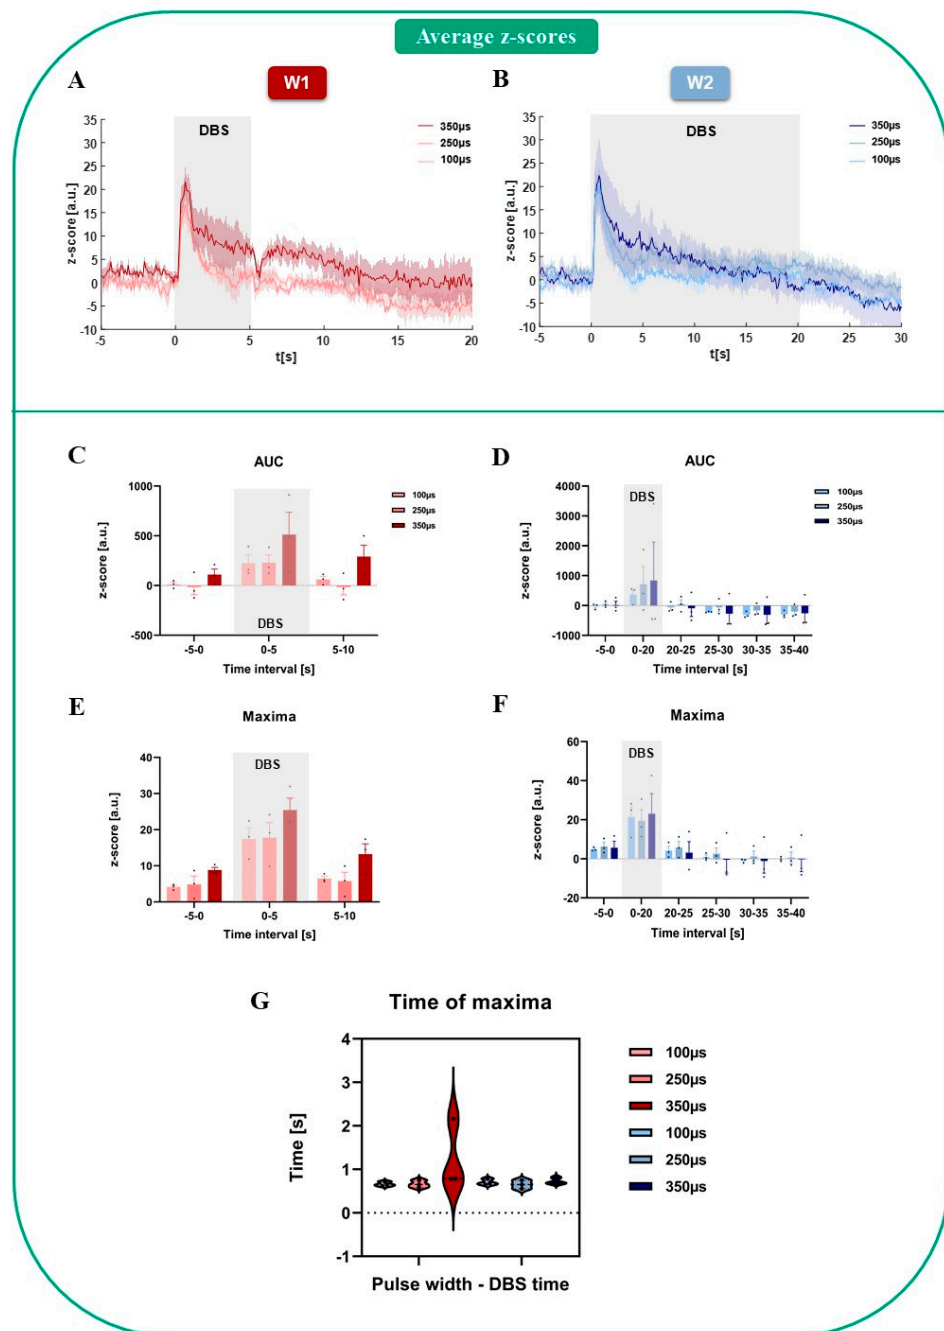 Average z-scores
A
W1
B
W2
35
30
25
20
15
10
5
0
-5
-10
z-score [a.u.]
DBS
350µs
250µs
100µs
-5
0
5
10
15
20
t[s]
35
30
25
20
15
10
5
0
-5
-10
z-score [a.u.]
DBS
350µs
250µs
100µs
-5
0
5
10
15
20
25
30
t[s]
C
AUC
1000
500
0
-500
z-score [a.u.]
DBS
100µs
250µs
350µs
-5-0
0-5
5-10
Time interval [s]
D
AUC
4000
3000
2000
1000
0
-1000
z-score [a.u.]
DBS
100µs
250µs
350µs
-5-0
0-20
20-25
25-30
30-35
35-40
Time interval [s]
E
Maxima
40
30
20
10
0
z-score [a.u.]
DBS
-5-0
0-5
5-10
Time interval [s]
F
Maxima
60
40
20
0
-20
z-score [a.u.]
DBS
-5-0
0-20
20-25
25-30
30-35
35-40
Time interval [s]
G
Time of maxima
4
3
2
1
0
-1
Time [s]
Pulse width - DBS time
100µs
250µs
350µs
100µs
250µs
350µs